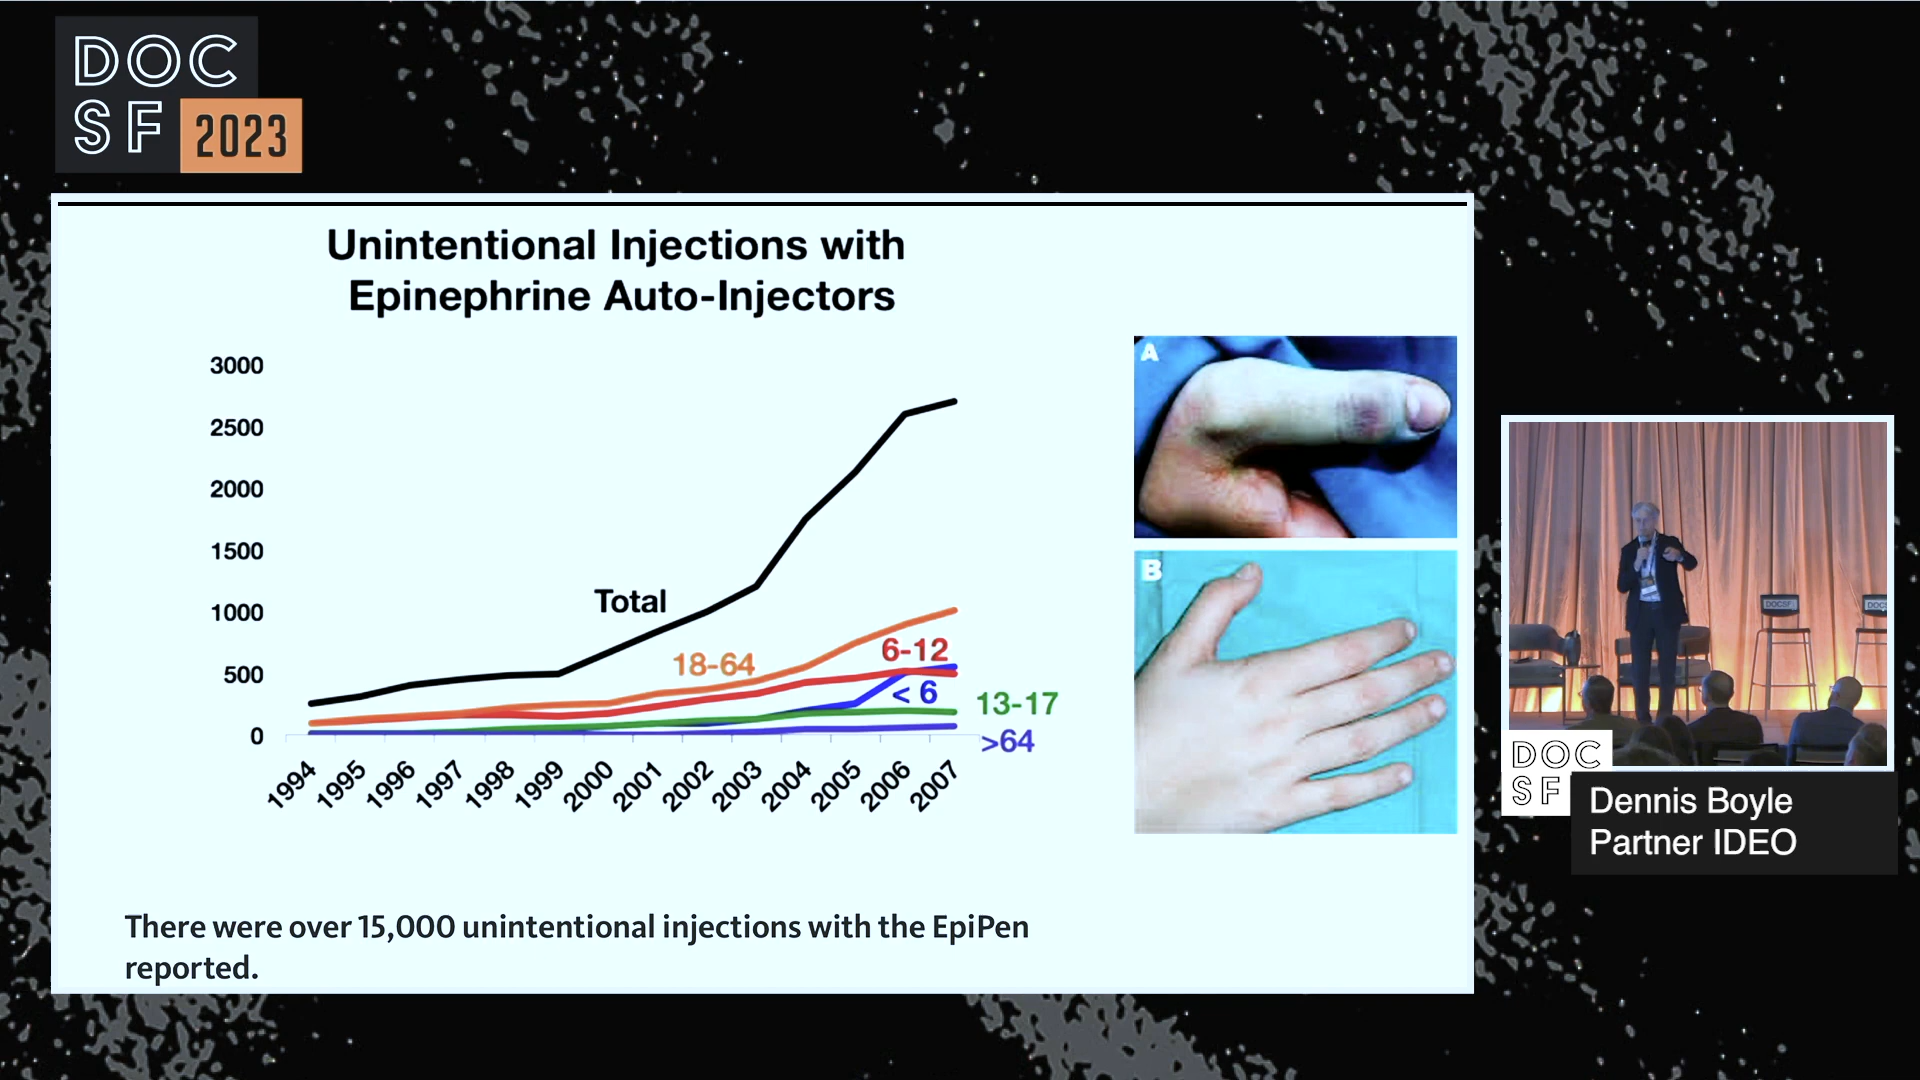 DOC
SF 2023
Unintentional Injections with
Epinephrine Auto-Injectors
3000
2500
2000
1500
1000
500
0
Total
18-64
6-12
< 6
13-17
>64
1994
1995
1996
1997
1998
1999
2000
2001
2002
2003
2004
2005
2006
2007
A
B
There were over 15,000 unintentional injections with the EpiPen
reported.
DOCSF
DOC
SF
Dennis Boyle
Partner IDEO